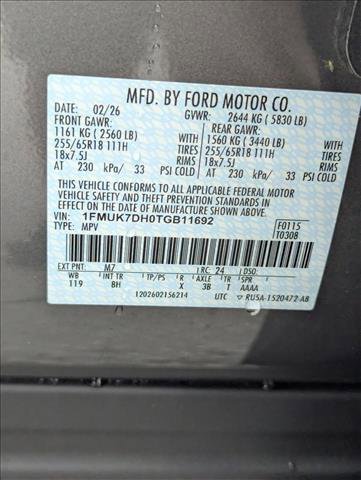 MFD. BY FORD MOTOR CO.
DATE: 02/26 GVWR: 2644 KG ( 5830 LB)
FRONT GAWR: REAR GAWR:
1161 KG ( 2560 LB) 1560 KG ( 3440 LB)
255/65R18 111H TIRES 255/65R18 111H TIRES
18x7.5J RIMS 18x7.5J RIMS
AT 230 kPa/ 33 PSI COLD AT 230 kPa/ 33 PSI COLD
THIS VEHICLE CONFORMS TO ALL APPLICABLE FEDERAL MOTOR
VEHICLE SAFETY AND THEFT PREVENTION STANDARDS IN EFFECT ON
THE DATE OF MANUFACTURE SHOWN ABOVE.
VIN: 1FMUK7DH0TGB11692 F0115
TYPE: MPV T0308
EXT PNT: M7 RC: 24 DSO:
WB INT TR TP/PS R AXLE TR SPR
119 BH X 3B T AAAA
1202602156214 UTC RU5A-1520472-AB